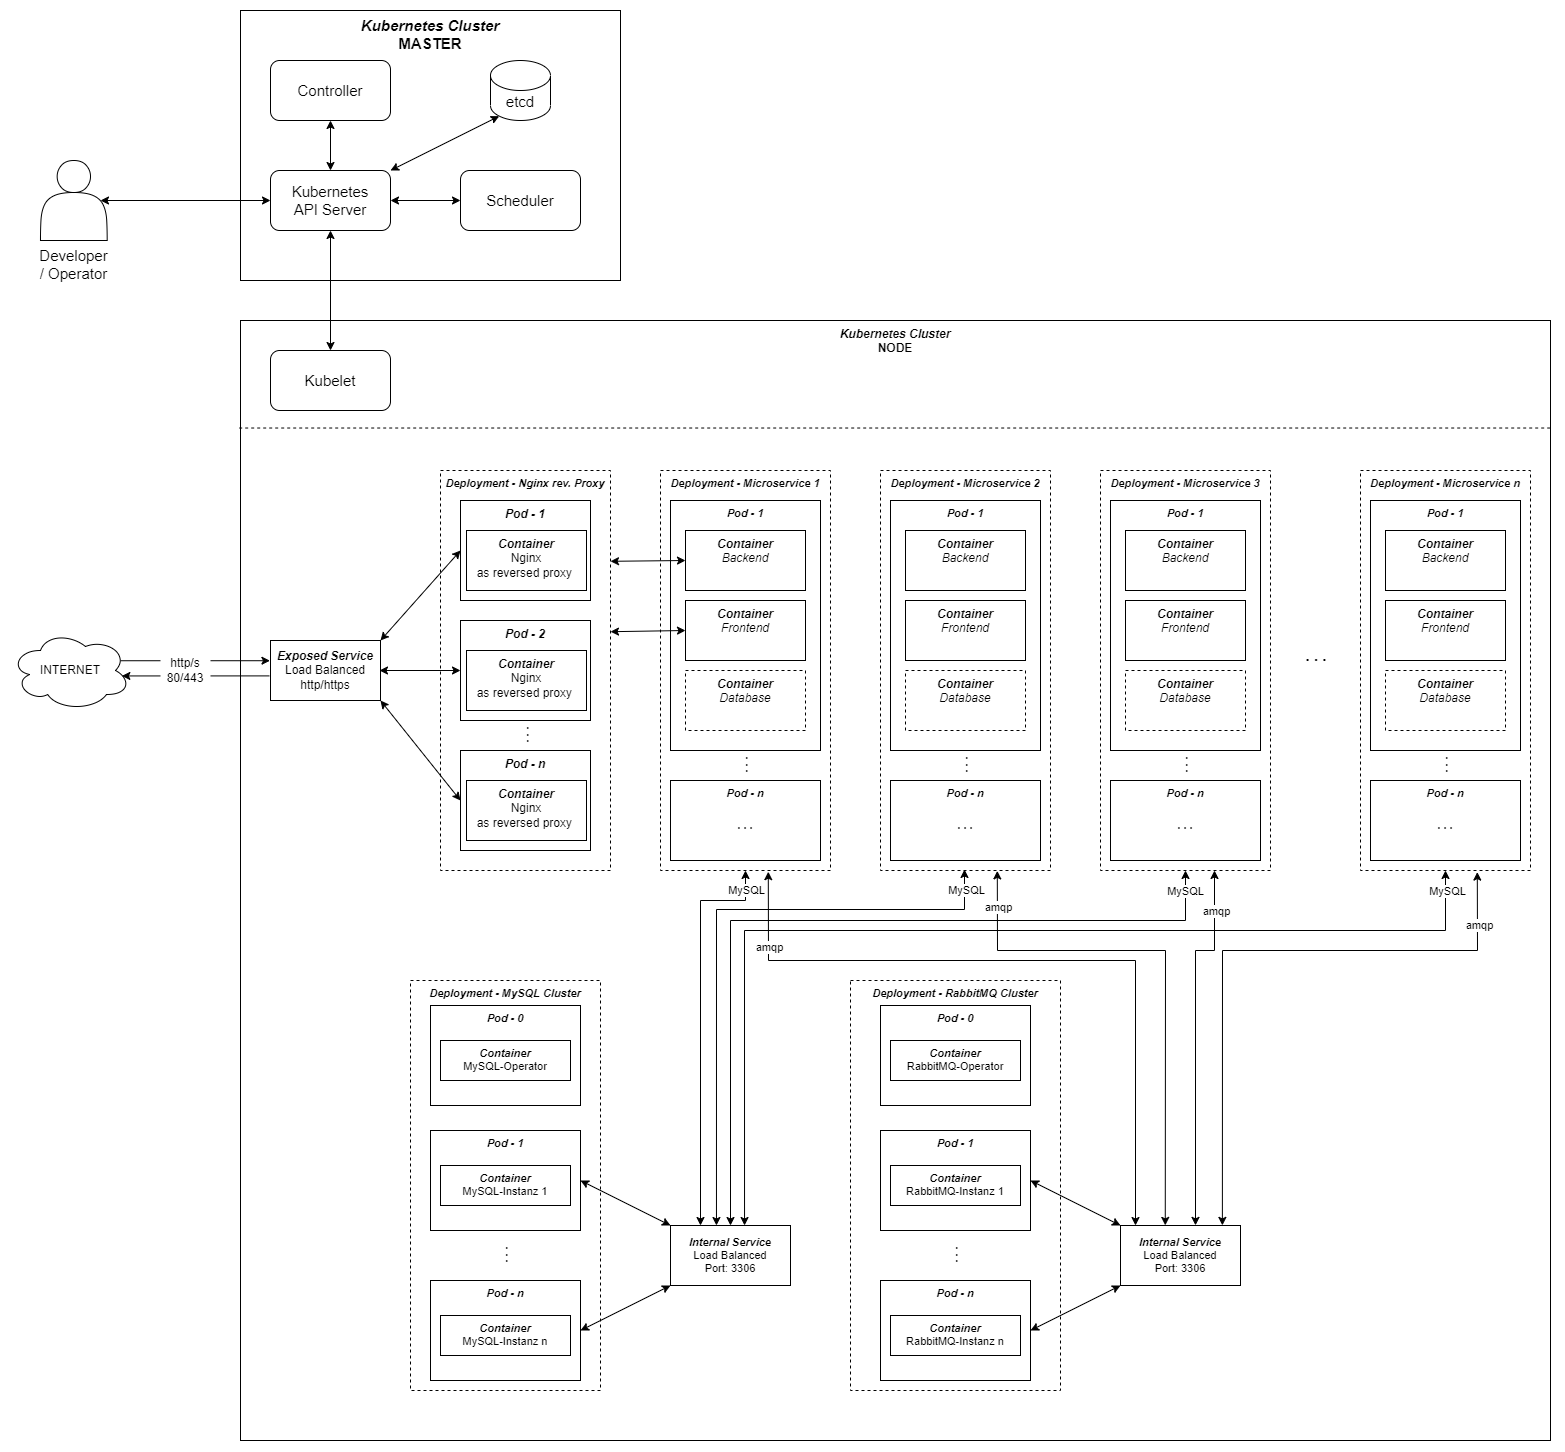 Kubernetes Cluster
MASTER
Controller
etcd
Kubernetes
API Server
Scheduler
Developer
/ Operator
Kubernetes Cluster
NODE
Kubelet
Deployment - Nginx rev. Proxy
Pod - 1
Container
Nginx
as reversed proxy
Pod - 2
Container
Nginx
as reversed proxy
...
Pod - n
Container
Nginx
as reversed proxy
Deployment - Microservice 1
Pod - 1
Container
Backend
Container
Frontend
Container
Database
...
Pod - n
...
Deployment - Microservice 2
Pod - 1
Container
Backend
Container
Frontend
Container
Database
...
Pod - n
...
Deployment - Microservice 3
Pod - 1
Container
Backend
Container
Frontend
Container
Database
...
Pod - n
...
...
Deployment - Microservice n
Pod - 1
Container
Backend
Container
Frontend
Container
Database
...
Pod - n
...
INTERNET
http/s
80/443
Exposed Service
Load Balanced
http/https
MySQL
amqp
MySQL
amqp
MySQL
amqp
MySQL
amqp
Deployment - MySQL Cluster
Pod - 0
Container
MySQL-Operator
Pod - 1
Container
MySQL-Instanz 1
...
Pod - n
Container
MySQL-Instanz n
Internal Service
Load Balanced
Port: 3306
Deployment - RabbitMQ Cluster
Pod - 0
Container
RabbitMQ-Operator
Pod - 1
Container
RabbitMQ-Instanz 1
...
Pod - n
Container
RabbitMQ-Instanz n
Internal Service
Load Balanced
Port: 3306